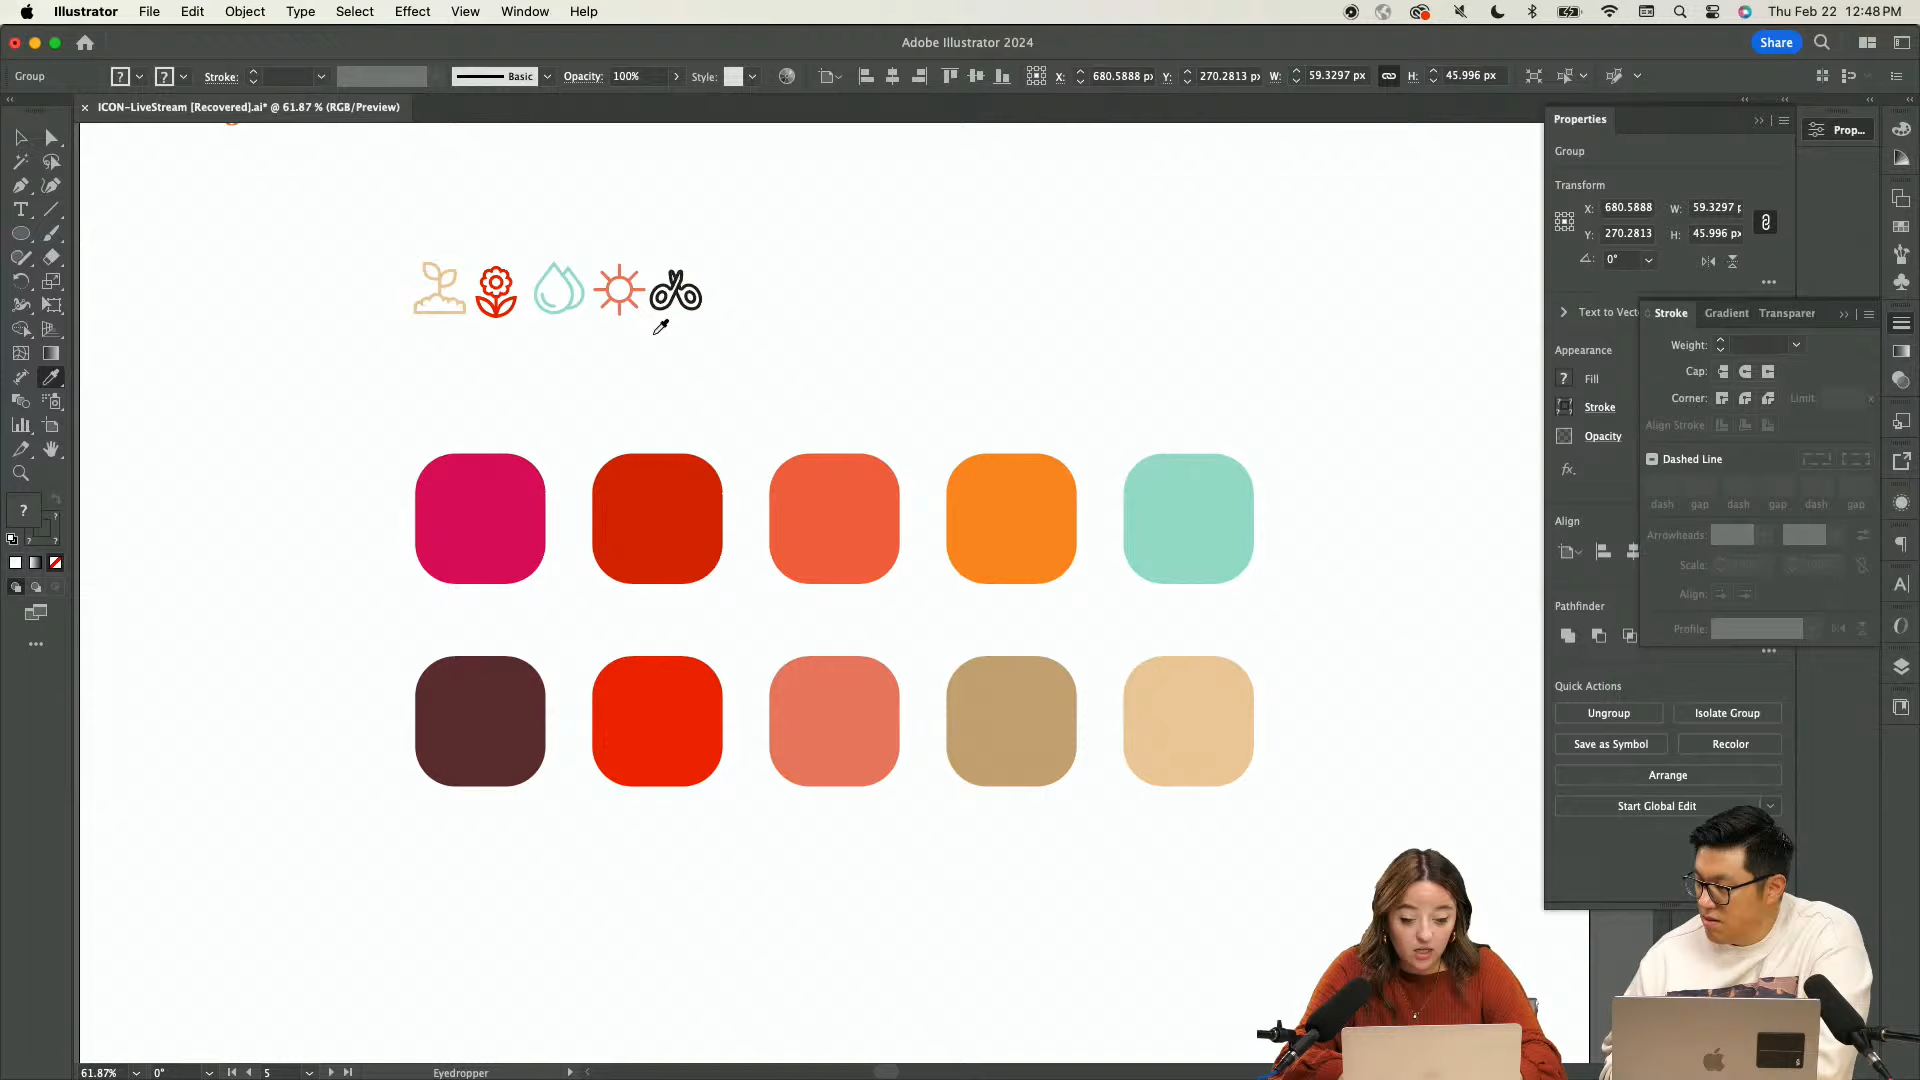 Illustrator File Edit Object Type Select Effect View Window Help Thu Feb 22 12:48 PM
Adobe Illustrator 2024 Share
Group ? ? Stroke: Basic Opacity: 100% Style: X: 680.5888 px Y: 270.2813 px W: 59.3297 px H: 45.996 px
× ICON-LiveStream [Recovered].ai* @ 61.87 % (RGB/Preview)
Properties
Prop...
Group
Transform
X: 680.5888 W: 59.3297 p
Y: 270.2813 H: 45.996 px
0°
Text to Vect
Stroke Gradient Transparer
Appearance
Weight:
? Fill
Cap:
Stroke
Corner: Limit: x
Opacity
Align Stroke:
fx.
Dashed Line
dash gap dash gap dash gap
Align
Arrowheads:
Scale:
Align:
Pathfinder
Profile:
Quick Actions
Ungroup Isolate Group
Save as Symbol Recolor
Arrange
Start Global Edit
61.87% 0° 5 Eyedropper